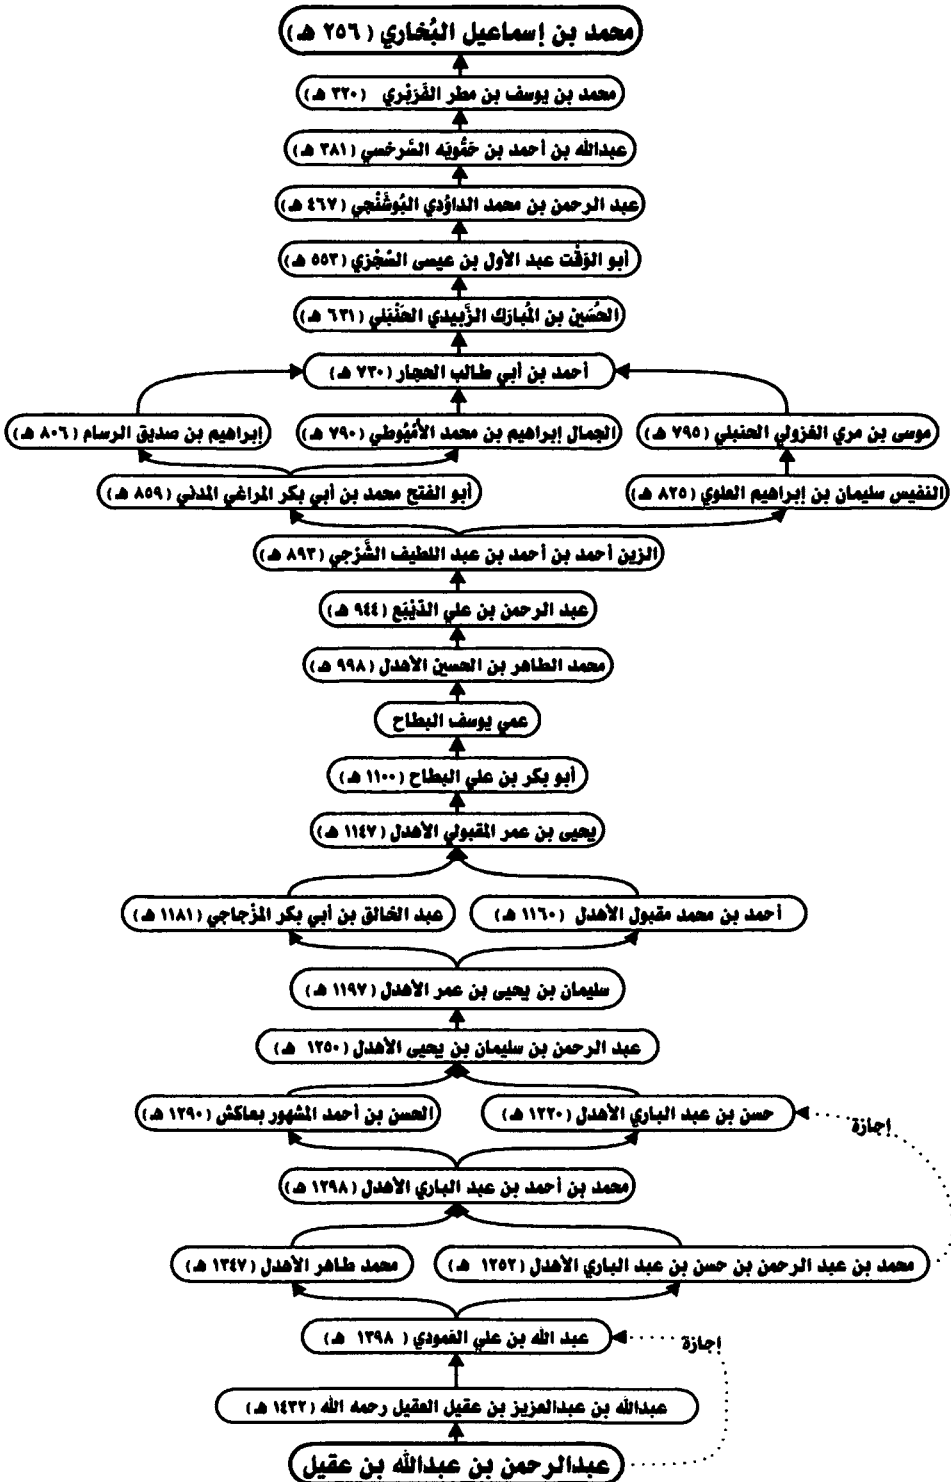 محمد بن إسماعيل البُخاري ( ٢٥٦ هـ )
محمد بن يوسف بن مطر الفَرَبْري ( ٣٢٠ هـ )
عبدالله بن أحمد بن حَمُّويَه السَّرخسي ( ٣٨١ هـ )
عبد الرحمن بن محمد الداوُدي البُوشَنْجي ( ٤٦٧ هـ )
أبو الوَقْت عبد الأول بن عيسى السِّجْزي ( ٥٥٣ هـ )
الحُسَين بن المُبارَك الزَّبيدي الحَنْبَلي ( ٦٣١ هـ )
أحمد بن أبي طالب الحجار ( ٧٣٠ هـ )
موسى بن مري الغزولي الحنبلي ( ٧٩٥ هـ )
الجمال إبراهيم بن محمد الأُمْيُوطي ( ٧٩٠ هـ )
إبراهيم بن صديق الرسام ( ٨٠٦ هـ )
النفيس سليمان بن إبراهيم العلوي ( ٨٢٥ هـ )
أبو الفتح محمد بن أبي بكر المراغي المدني ( ٨٥٩ هـ )
الزين أحمد بن أحمد بن عبد اللطيف الشَّرْجي ( ٨٩٣ هـ )
عبد الرحمن بن علي الدَّيْبَع ( ٩٤٤ هـ )
محمد الطاهر بن الحسين الأهدل ( ٩٩٨ هـ )
عمي يوسف البطاح
أبو بكر بن علي البطاح ( ١١٠٠ هـ )
يحيى بن عمر المقبولي الأهدل ( ١١٤٧ هـ )
أحمد بن محمد مقبول الأهدل ( ١١٦٠ هـ )
عبد الخالق بن أبي بكر المزْجاجي ( ١١٨١ هـ )
سليمان بن يحيى بن عمر الأهدل ( ١١٩٧ هـ )
عبد الرحمن بن سليمان بن يحيى الأهدل ( ١٢٥٠ هـ )
حسن بن عبد الباري الأهدل ( ١٢٢٠ هـ )
الحسن بن أحمد المشهور بعاكش ( ١٢٩٠ هـ )
إجازة
محمد بن أحمد بن عبد الباري الأهدل ( ١٢٩٨ هـ )
محمد بن عبد الرحمن بن حسن بن عبد الباري الأهدل ( ١٢٥٢ هـ )
محمد طاهر الأهدل ( ١٣٤٧ هـ )
عبد الله بن علي العمودي ( ١٣٩٨ هـ )
إجازة
عبدالله بن عبدالعزيز بن عقيل العقيل رحمه الله ( ١٤٣٢ هـ )
عبدالرحمن بن عبدالله بن عقيل